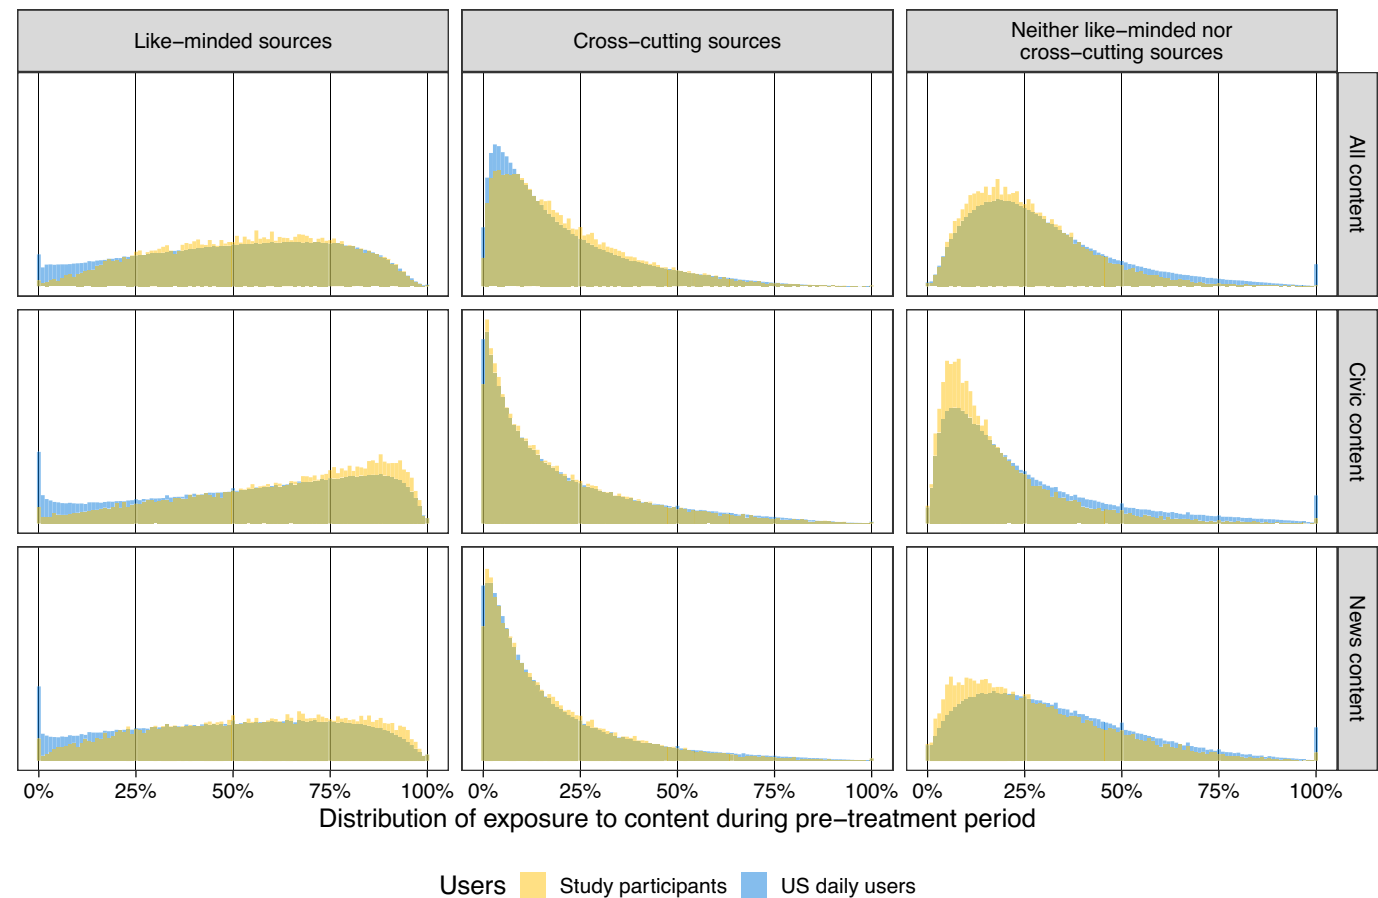 Like−minded sources
Cross−cutting sources
Neither like−minded nor
cross−cutting sources
All content
Civic content
News content
0% 25% 50% 75% 100% 0% 25% 50% 75% 100% 0% 25% 50% 75% 100%
Distribution of exposure to content during pre−treatment period
Users Study participants US daily users